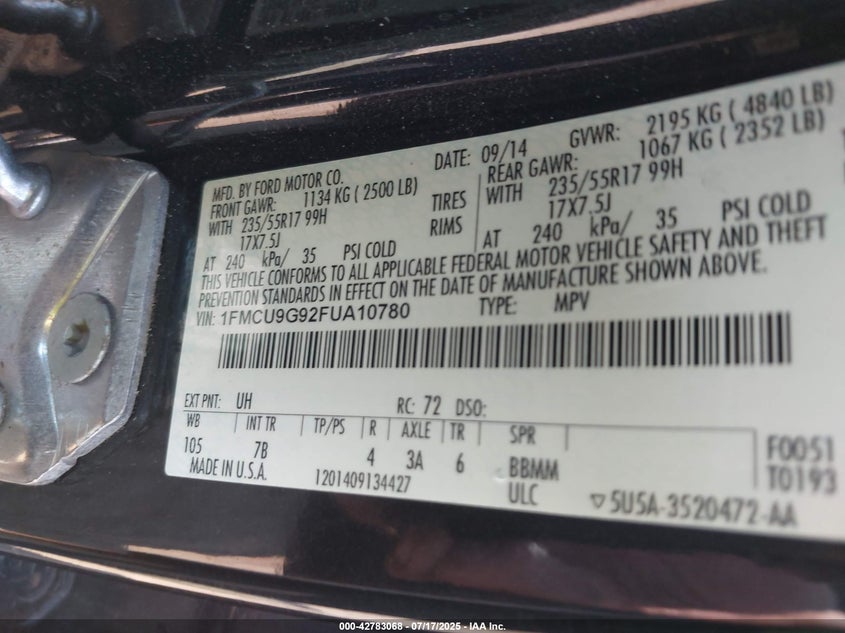 MFD. BY FORD MOTOR CO. DATE: 09/14 GVWR: 2195 KG ( 4840 LB)
FRONT GAWR: 1134 KG ( 2500 LB) REAR GAWR: 1067 KG ( 2352 LB)
WITH 235/55R17 99H TIRES WITH 235/55R17 99H
17X7.5J RIMS 17X7.5J
AT 240 kPa/ 35 PSI COLD AT 240 kPa/ 35 PSI COLD
THIS VEHICLE CONFORMS TO ALL APPLICABLE FEDERAL MOTOR VEHICLE SAFETY AND THEFT
PREVENTION STANDARDS IN EFFECT ON THE DATE OF MANUFACTURE SHOWN ABOVE.
VIN: 1FMCU9G92FUA10780 TYPE: MPV
EXT PNT: UH RC: 72 DSO:
WB INT TR TP/PS R AXLE TR SPR
105 7B 4 3A 6 BBMM F0051
MADE IN U.S.A. 1201409134427 ULC T0193
5U5A-3520472-AA
000-42783068 - 07/17/2025 - IAA Inc.